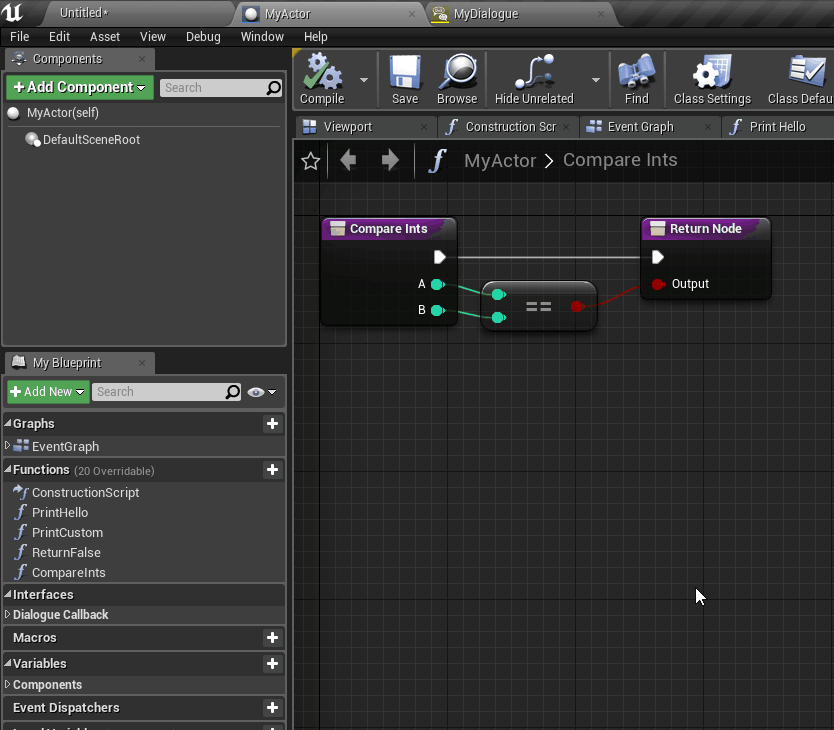 Untitled* MyActor MyDialogue
File Edit Asset View Debug Window Help
Components
+Add Component Search
MyActor(self)
DefaultSceneRoot
Compile Save Browse Hide Unrelated Find Class Settings Class Defau
Viewport Construction Scr Event Graph Print Hello
MyActor > Compare Ints
Compare Ints
A
B
==
Return Node
Output
My Blueprint
+Add New Search
Graphs
EventGraph
Functions (20 Overridable)
ConstructionScript
PrintHello
PrintCustom
ReturnFalse
CompareInts
Interfaces
Dialogue Callback
Macros
Variables
Components
Event Dispatchers